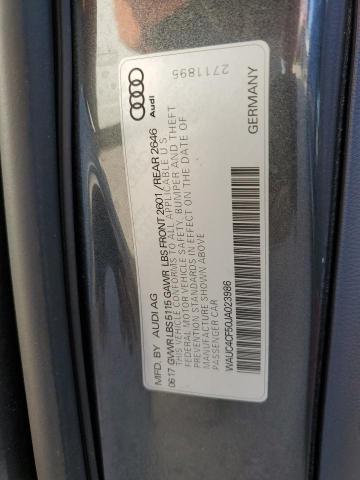 2711895
Audi
GERMANY
MFD. BY AUDI AG
06 17 GVWR LBS 5115 GAWR LBS FRONT 2601 / REAR 2646
THIS VEHICLE CONFORMS TO ALL APPLICABLE U S
FEDERAL MOTOR VEHICLE SAFETY, BUMPER AND THEFT
PREVENTION STANDARDS IN EFFECT ON THE DATE OF
MANUFACTURE SHOWN ABOVE
PASSENGER CAR
WAUC4CF50JA023986